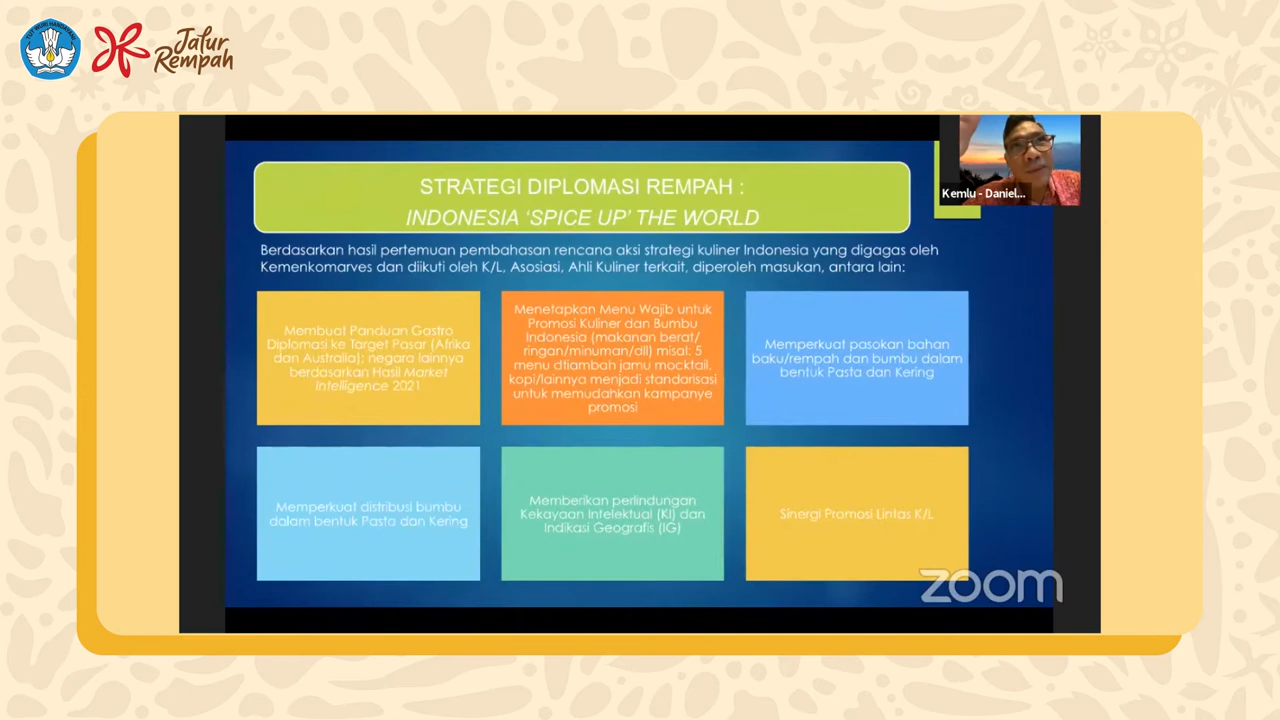 TUT WURI HANDAYANI
Jalur
Rempah
Kemlu - Daniel...
STRATEGI DIPLOMASI REMPAH :
INDONESIA ‘SPICE UP’ THE WORLD
Berdasarkan hasil pertemuan pembahasan rencana aksi strategi kuliner Indonesia yang digagas oleh
Kemenkomarves dan diikuti oleh K/L, Asosiasi, Ahli Kuliner terkait, diperoleh masukan, antara lain:
Membuat Panduan Gastro
Diplomasi ke Target Pasar (Afrika
dan Australia); negara lainnya
berdasarkan Hasil Market
Intelligence 2021
Menetapkan Menu Wajib untuk
Promosi Kuliner dan Bumbu
Indonesia (makanan berat/
ringan/minuman/dll) misal. 5
menu dtiambah jamu mocktail,
kopi/lainnya menjadi standarisasi
untuk memudahkan kampanye
promosi
Memperkuat pasokan bahan
baku/rempah dan bumbu dalam
bentuk Pasta dan Kering
Memperkuat distribusi bumbu
dalam bentuk Pasta dan Kering
Memberikan perlindungan
Kekayaan Intelektual (KI) dan
Indikasi Geografis (IG)
Sinergi Promosi Lintas K/L
zoom